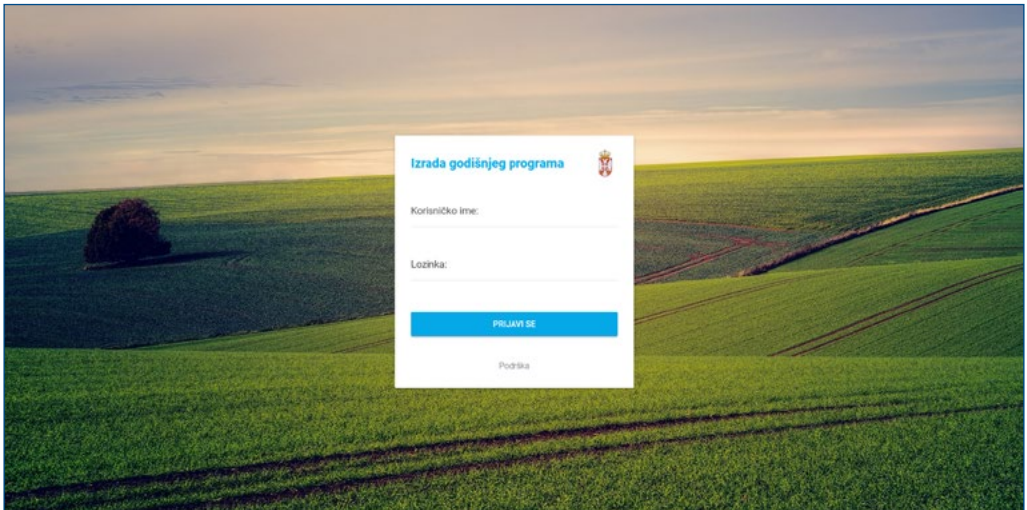 Izrada godišnjeg programa
Korisničko ime:
Lozinka:
PRIJAVI SE
Podrška